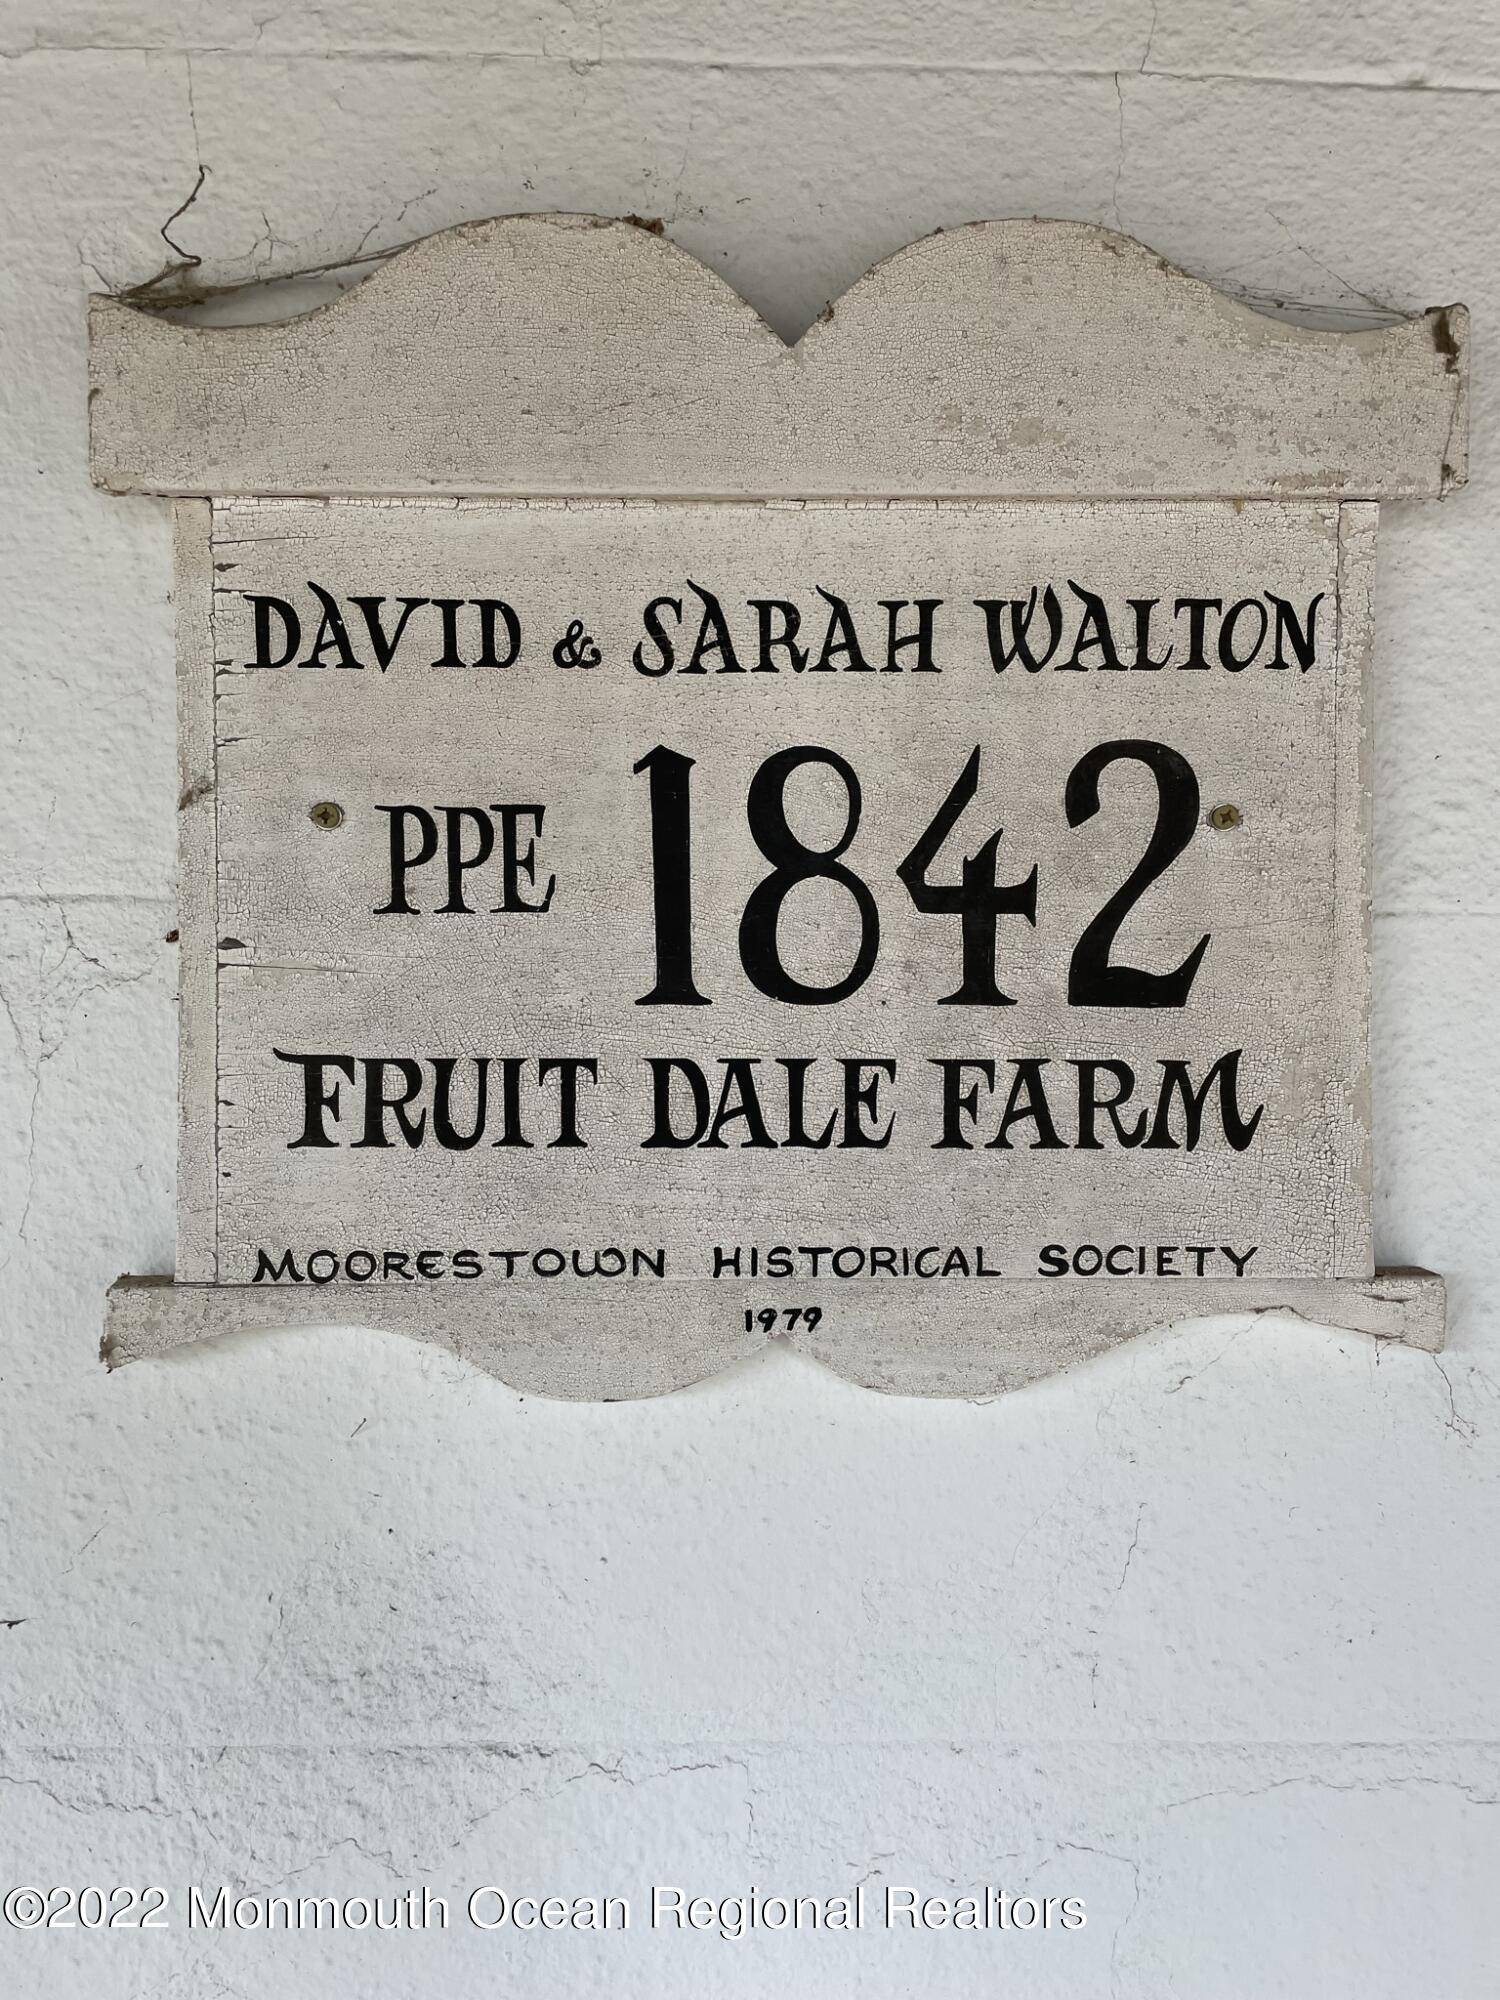 DAVID & SARAH WALTON
PPE 1842
FRUIT DALE FARM
MOORESTOWN HISTORICAL SOCIETY
1979
©2022 Monmouth Ocean Regional Realtors